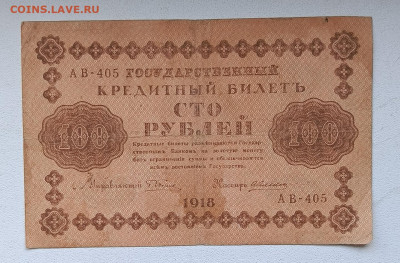 COINS.LAVE.RU
АВ-405 ГОСУДАРСТВЕННЫЙ
КРЕДИТНЫЙ БИЛЕТЪ
СТО
РУБЛЕЙ
100 100
Кредитные билеты размѣниваются Государ-
ственнымъ Банкомъ на золотую монету
безъ ограниченія суммы и обезпечиваются
всѣмъ достояніемъ Государства.
Управляющій
Кассиръ
1918
АВ-405